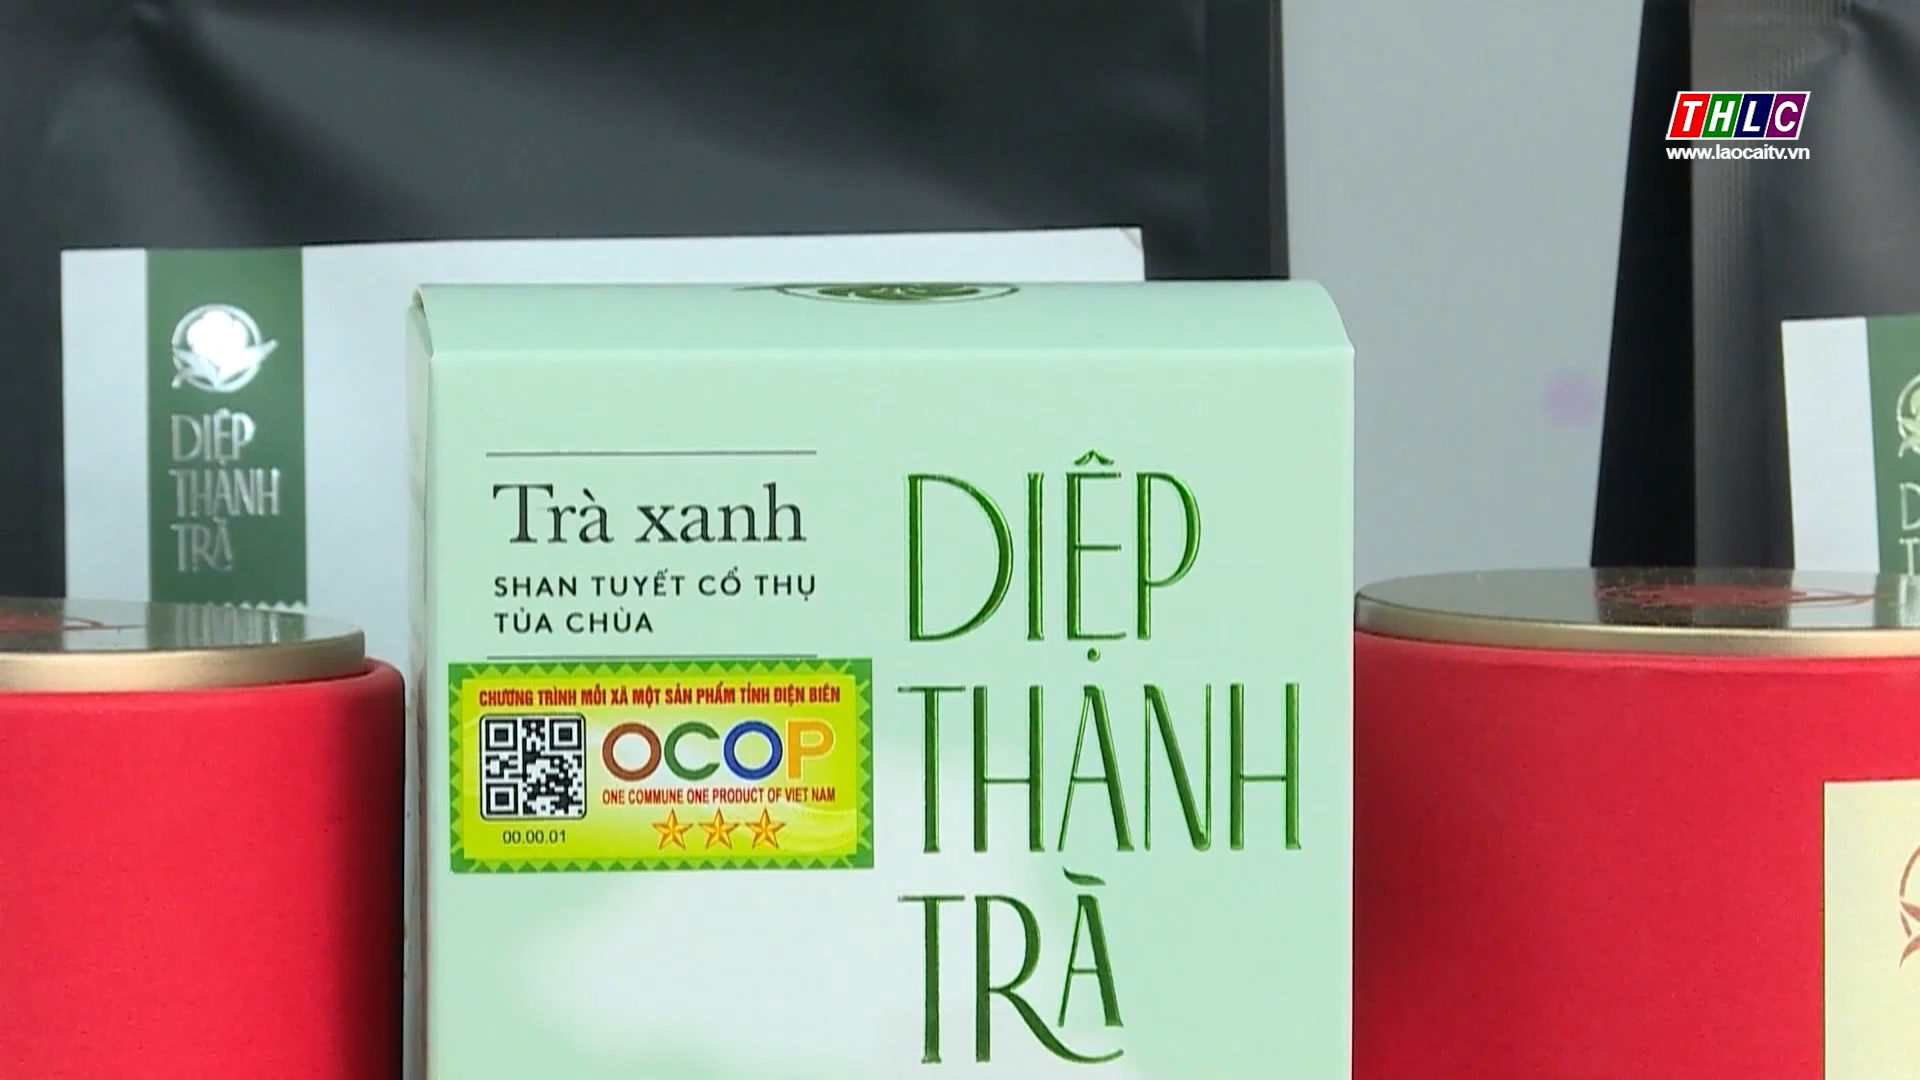 THLC
www.laocaitv.vn
DIỆP
THANH
TRÀ
Trà xanh
SHAN TUYẾT CỔ THỤ
TỦA CHÙA
DIỆP
THANH
TRÀ
CHƯƠNG TRÌNH MỖI XÃ MỘT SẢN PHẨM TỈNH ĐIỆN BIÊN
OCOP
ONE COMMUNE ONE PRODUCT OF VIET NAM
00.00.01